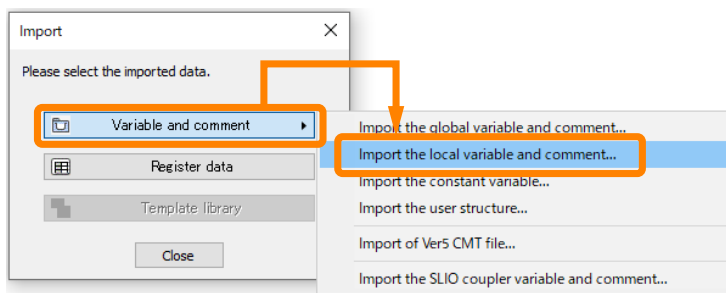 Import
Please select the imported data.
Variable and comment
Register data
Template library
Close
Import the global variable and comment...
Import the local variable and comment...
Import the constant variable...
Import the user structure...
Import of Ver5 CMT file...
Import the SLIO coupler variable and comment...